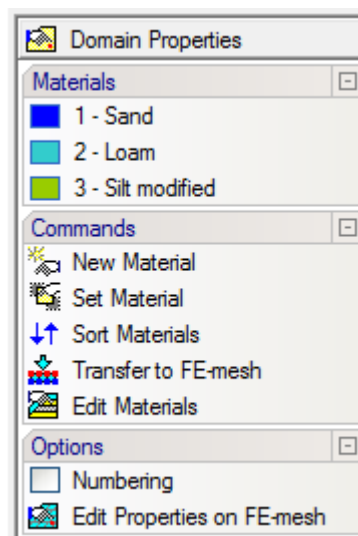 Domain Properties
Materials
1 - Sand
2 - Loam
3 - Silt modified
Commands
New Material
Set Material
Sort Materials
Transfer to FE-mesh
Edit Materials
Options
Numbering
Edit Properties on FE-mesh